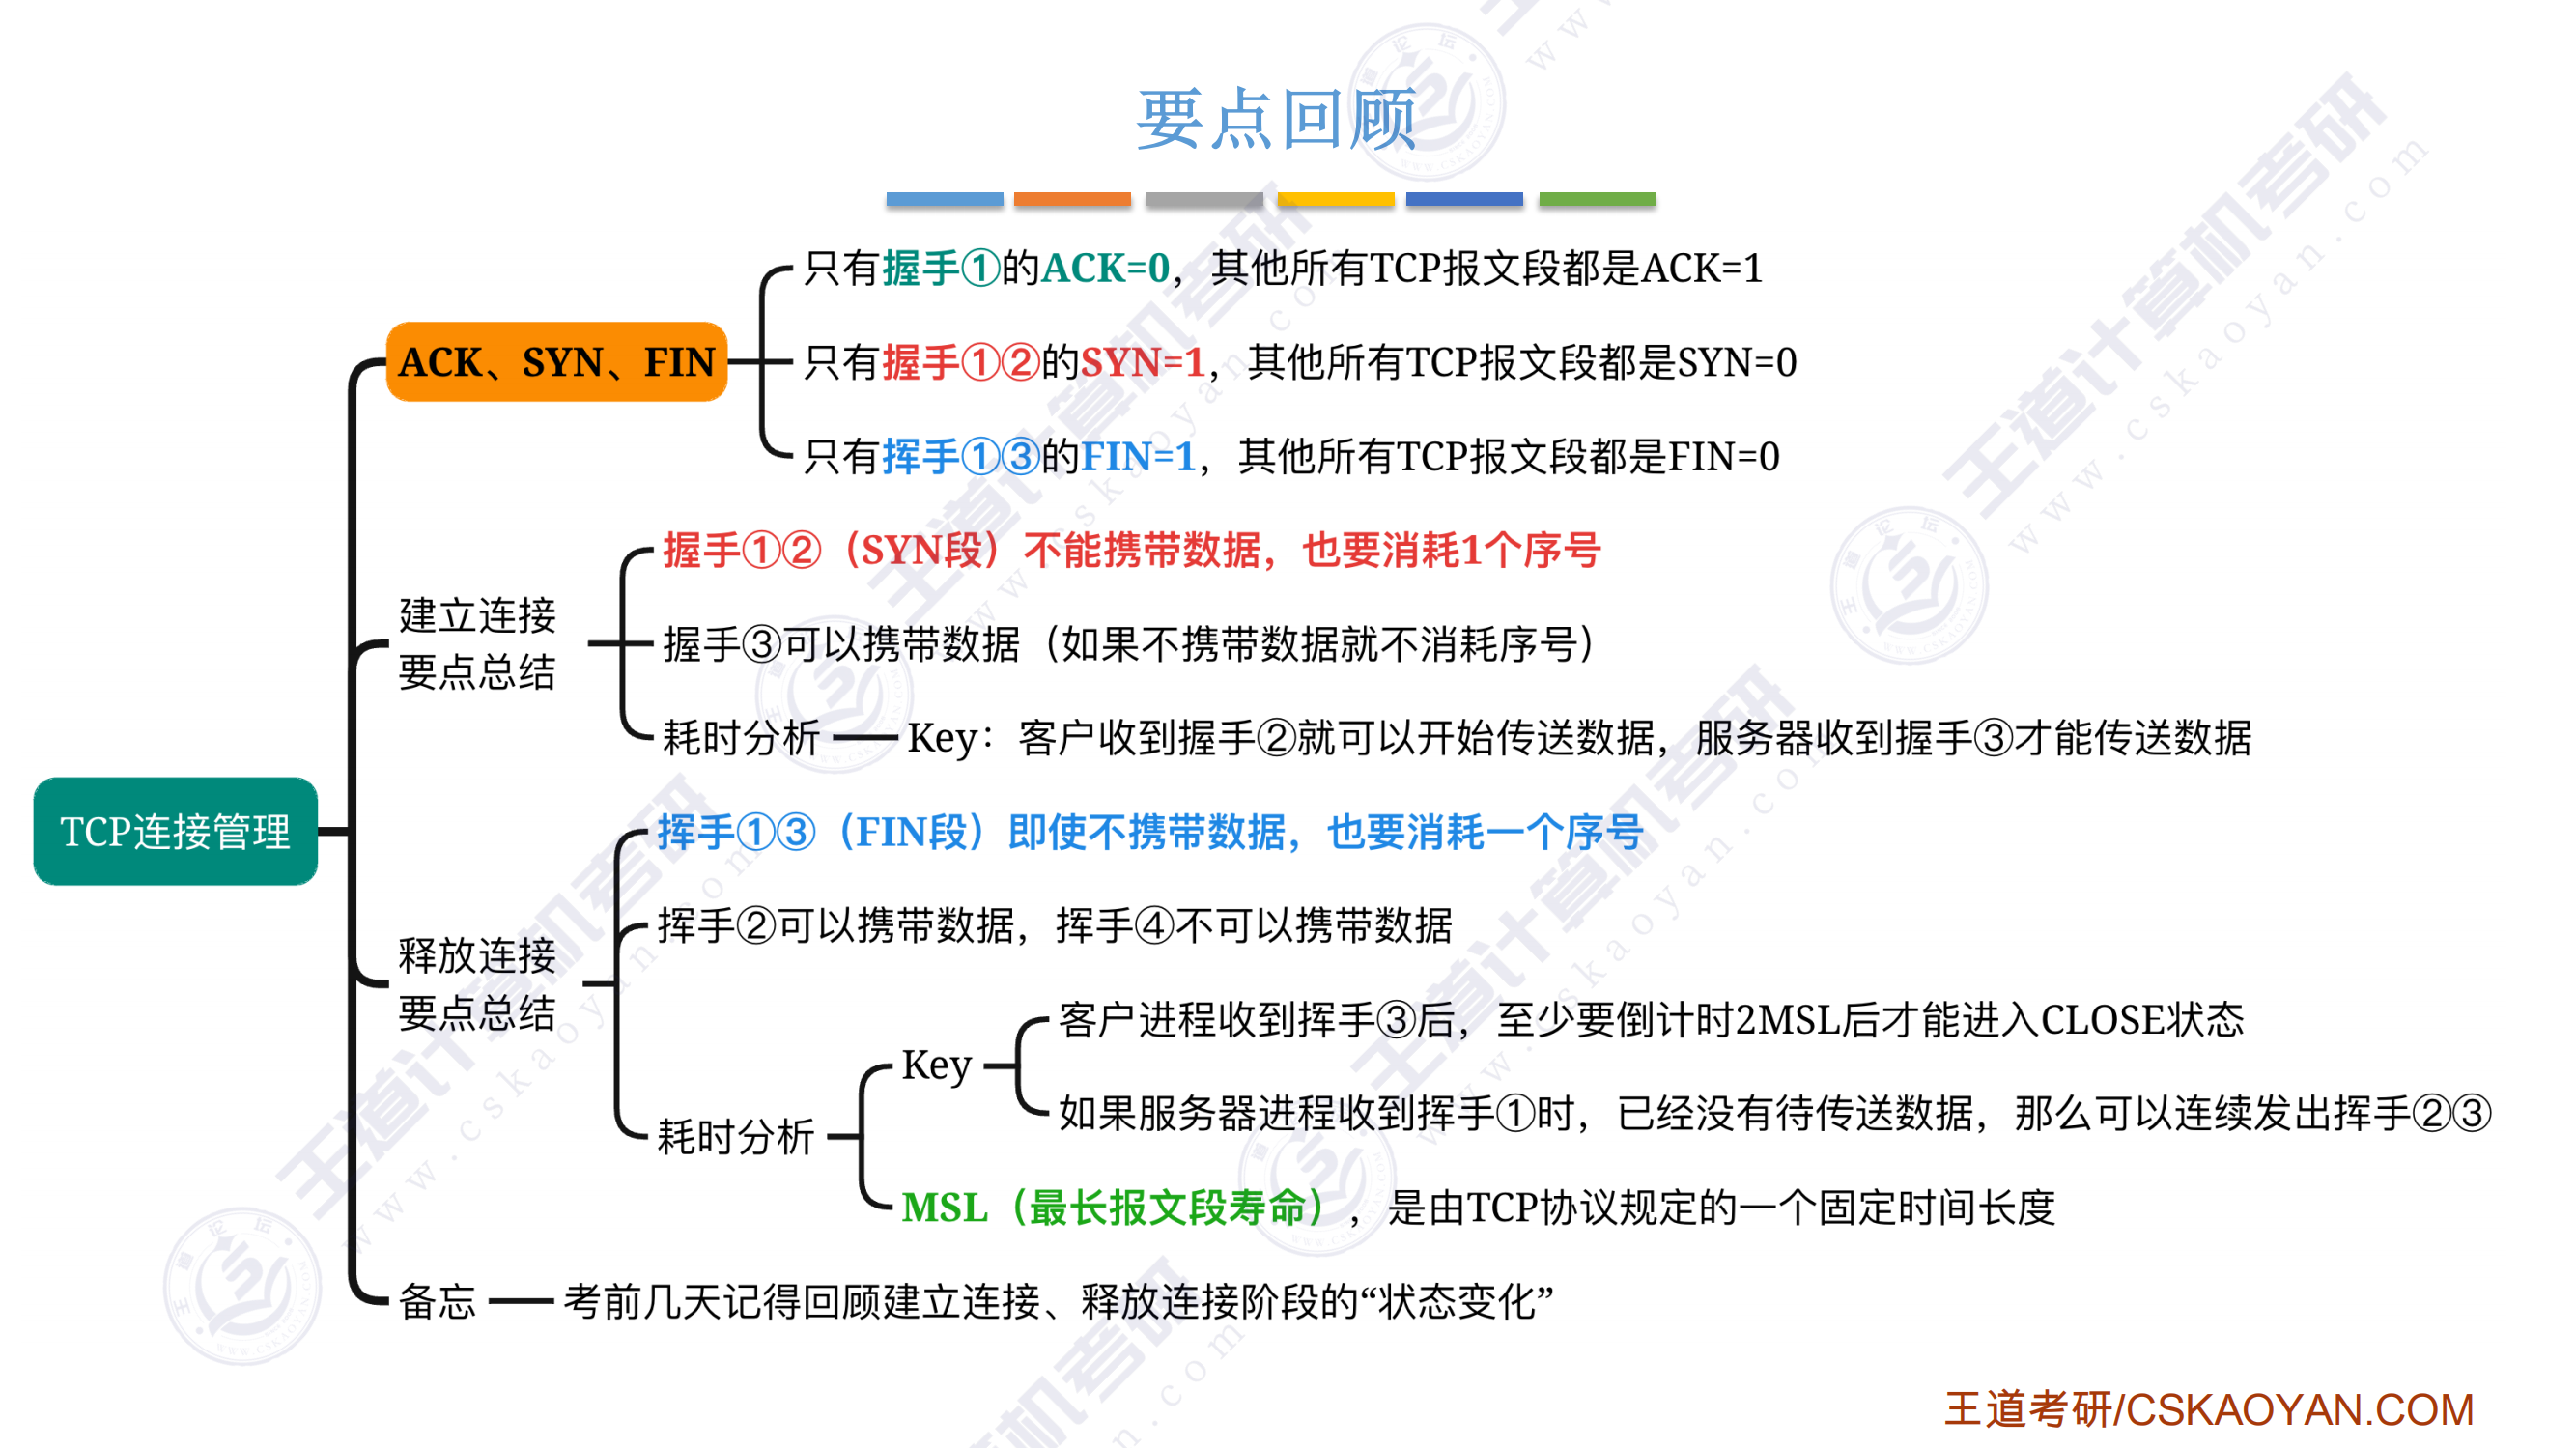 要点回顾
只有握手①的ACK=0，其他所有TCP报文段都是ACK=1
ACK、SYN、FIN
只有握手①②的SYN=1，其他所有TCP报文段都是SYN=0
只有挥手①③的FIN=1，其他所有TCP报文段都是FIN=0
建立连接
要点总结
握手①②（SYN段）不能携带数据，也要消耗1个序号
握手③可以携带数据（如果不携带数据就不消耗序号）
耗时分析
Key：客户收到握手②就可以开始传送数据，服务器收到握手③才能传送数据
TCP连接管理
释放连接
要点总结
挥手①③（FIN段）即使不携带数据，也要消耗一个序号
挥手②可以携带数据，挥手④不可以携带数据
耗时分析
Key
客户进程收到挥手③后，至少要倒计时2MSL后才能进入CLOSE状态
如果服务器进程收到挥手①时，已经没有待传送数据，那么可以连续发出挥手②③
MSL（最长报文段寿命），是由TCP协议规定的一个固定时间长度
备忘
考前几天记得回顾建立连接、释放连接阶段的“状态变化”
王道计算机考研
www.cskaoyan.com
王道考研/CSKAOYAN.COM